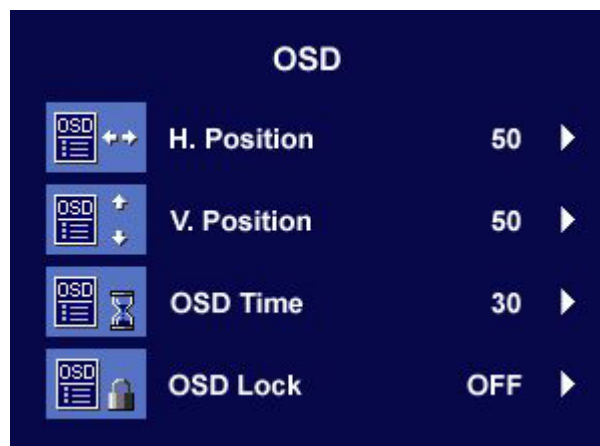 OSD
OSD H. Position 50
OSD V. Position 50
OSD OSD Time 30
OSD OSD Lock OFF